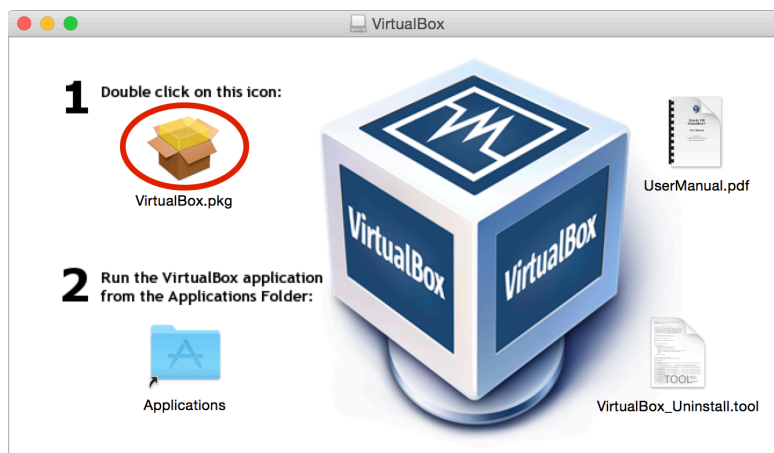 VirtualBox
1 Double click on this icon:
VirtualBox.pkg
2 Run the VirtualBox application
from the Applications Folder:
Applications
VirtualBox
VirtualBox
UserManual.pdf
TOOL
VirtualBox_Uninstall.tool